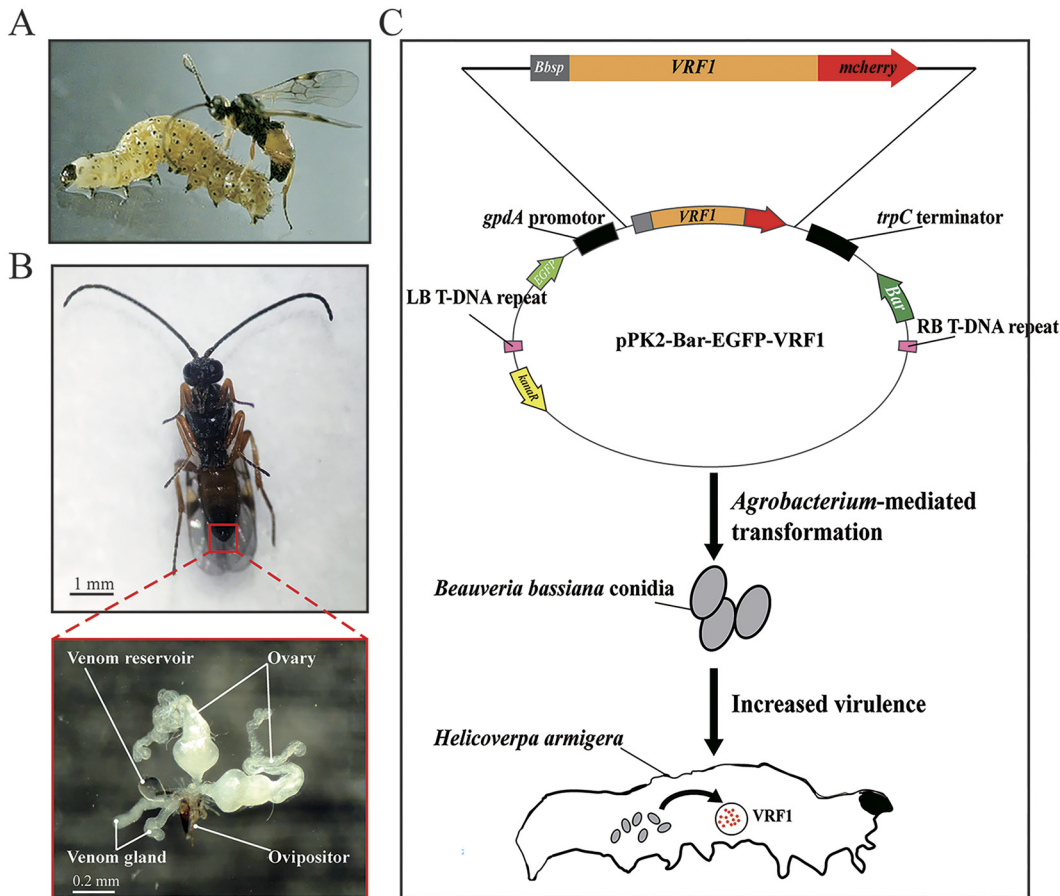 A
B
1 mm
Venom reservoir
Ovary
Venom gland
Ovipositor
0.2 mm
C
Bbsp
VRF1
mcherry
gpdA promotor
VRF1
trpC terminator
EGFP
Bar
LB T-DNA repeat
RB T-DNA repeat
pPK2-Bar-EGFP-VRF1
kanaR
Agrobacterium-mediated
transformation
Beauveria bassiana conidia
Increased virulence
Helicoverpa armigera
VRF1